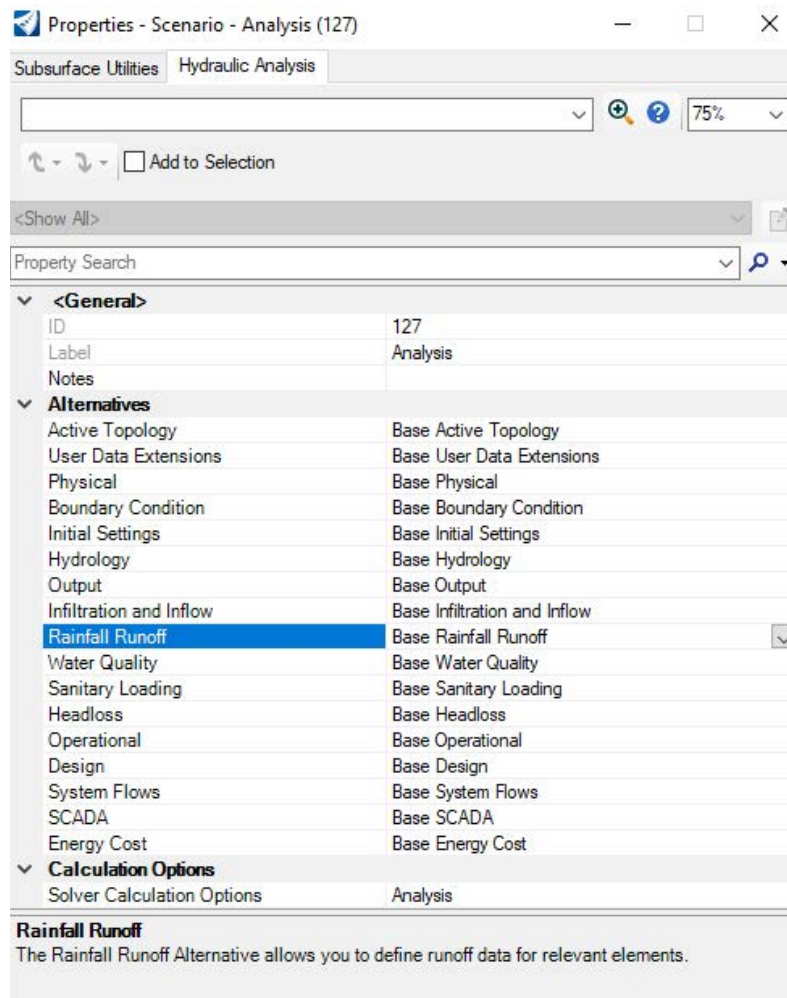 Properties - Scenario - Analysis (127)
Subsurface Utilities Hydraulic Analysis
75%
Add to Selection
<Show All>
Property Search
<General>
ID 127
Label Analysis
Notes
Alternatives
Active Topology Base Active Topology
User Data Extensions Base User Data Extensions
Physical Base Physical
Boundary Condition Base Boundary Condition
Initial Settings Base Initial Settings
Hydrology Base Hydrology
Output Base Output
Infiltration and Inflow Base Infiltration and Inflow
Rainfall Runoff Base Rainfall Runoff
Water Quality Base Water Quality
Sanitary Loading Base Sanitary Loading
Headloss Base Headloss
Operational Base Operational
Design Base Design
System Flows Base System Flows
SCADA Base SCADA
Energy Cost Base Energy Cost
Calculation Options
Solver Calculation Options Analysis
Rainfall Runoff
The Rainfall Runoff Alternative allows you to define runoff data for relevant elements.